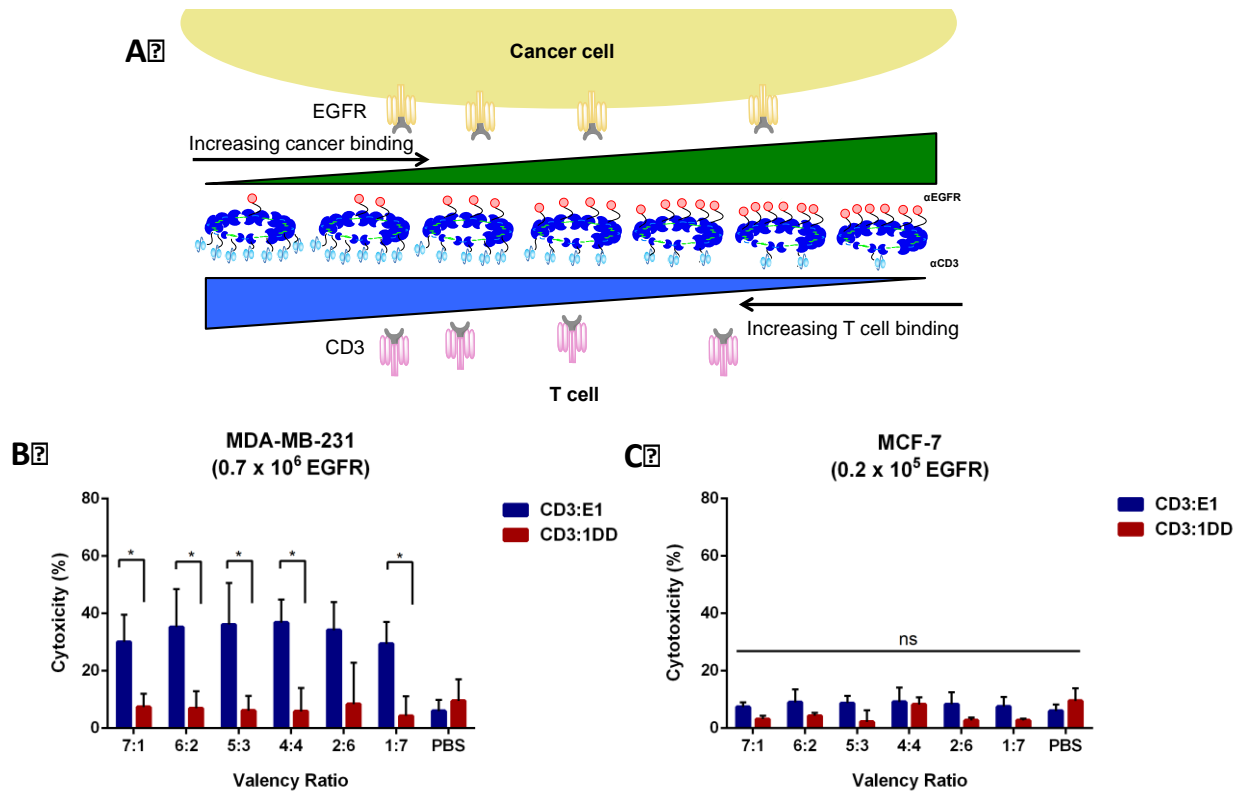 A⍰
Cancer cell
EGFR
Increasing cancer binding
αEGFR
αCD3
Increasing T cell binding
CD3
T cell
B⍰
MDA-MB-231
(0.7 x 10⁶ EGFR)
Cytoxicity (%)
80
60
40
20
0
* * * * *
7:1 6:2 5:3 4:4 2:6 1:7 PBS
Valency Ratio
CD3:E1
CD3:1DD
C⍰
MCF-7
(0.2 x 10⁵ EGFR)
Cytotoxicity (%)
80
60
40
20
0
ns
7:1 6:2 5:3 4:4 2:6 1:7 PBS
Valency Ratio
CD3:E1
CD3:1DD